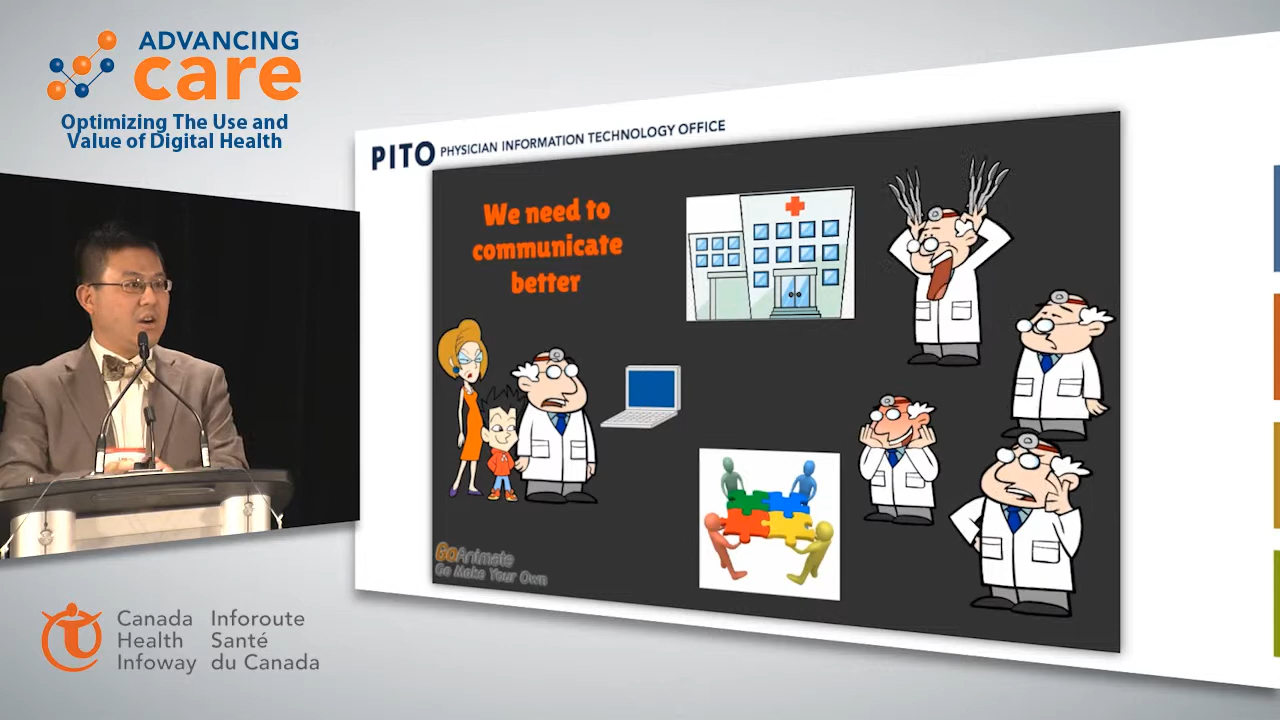 ADVANCING
care
Optimizing The Use and
Value of Digital Health
PITO PHYSICIAN INFORMATION TECHNOLOGY OFFICE
We need to
communicate
better
GoAnimate
Go Make Your Own
Canada Inforoute
Health Santé
Infoway du Canada